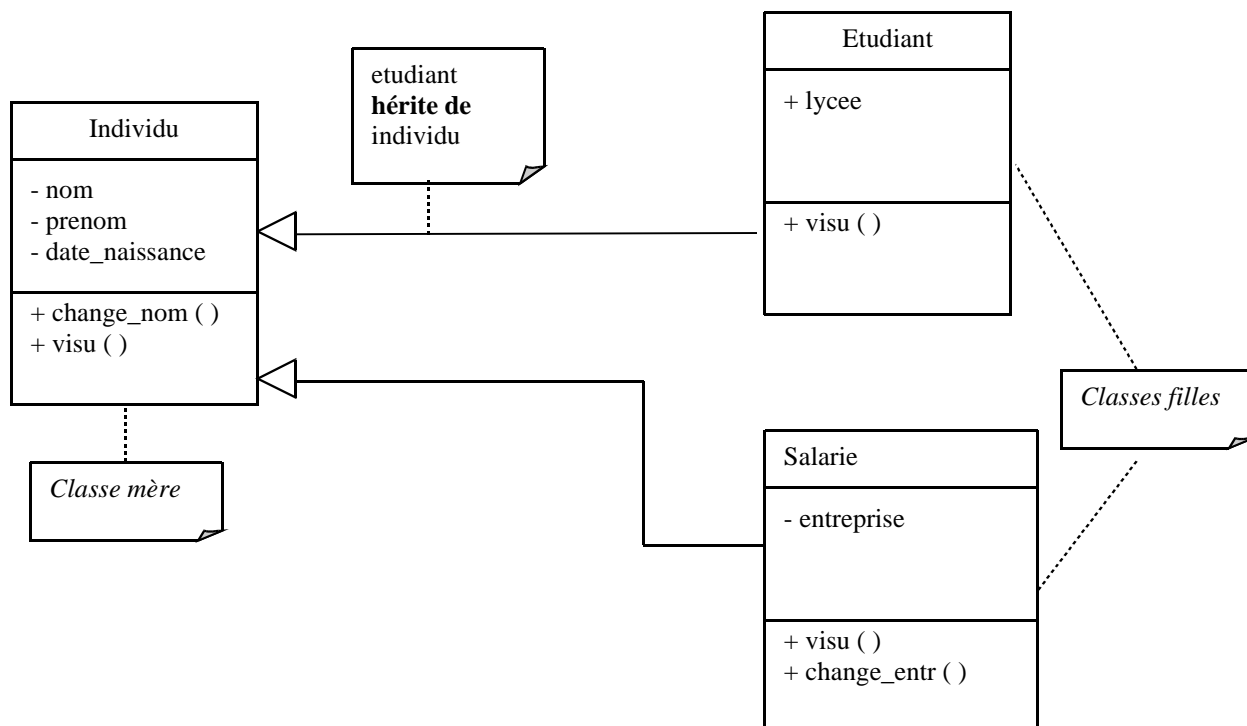 Individu
- nom
- prenom
- date_naissance
+ change_nom ( )
+ visu ( )
Classe mère
etudiant
hérite de
individu
Etudiant
+ lycee
+ visu ( )
Classes filles
Salarie
- entreprise
+ visu ( )
+ change_entr ( )